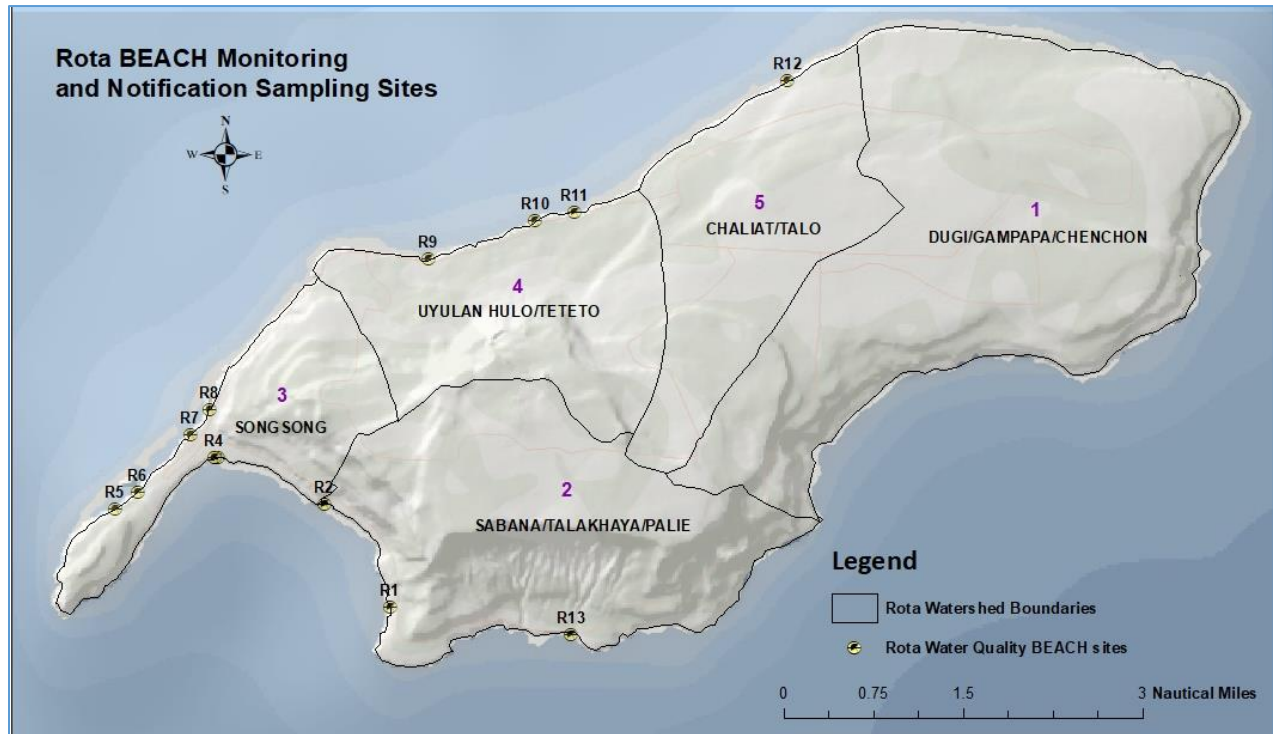 Rota BEACH Monitoring
and Notification Sampling Sites
N
W E
S
R12
R10
R11
R9
5
CHALIAT/TALO
1
DUGI/GAMPAPA/CHENCHON
4
UYULAN HULO/TETETO
R8
3
SONGSONG
R7
R4
R6
R5
R2
2
SABANA/TALAKHAYA/PALIE
R1
R13
Legend
Rota Watershed Boundaries
Rota Water Quality BEACH sites
0 0.75 1.5 3 Nautical Miles